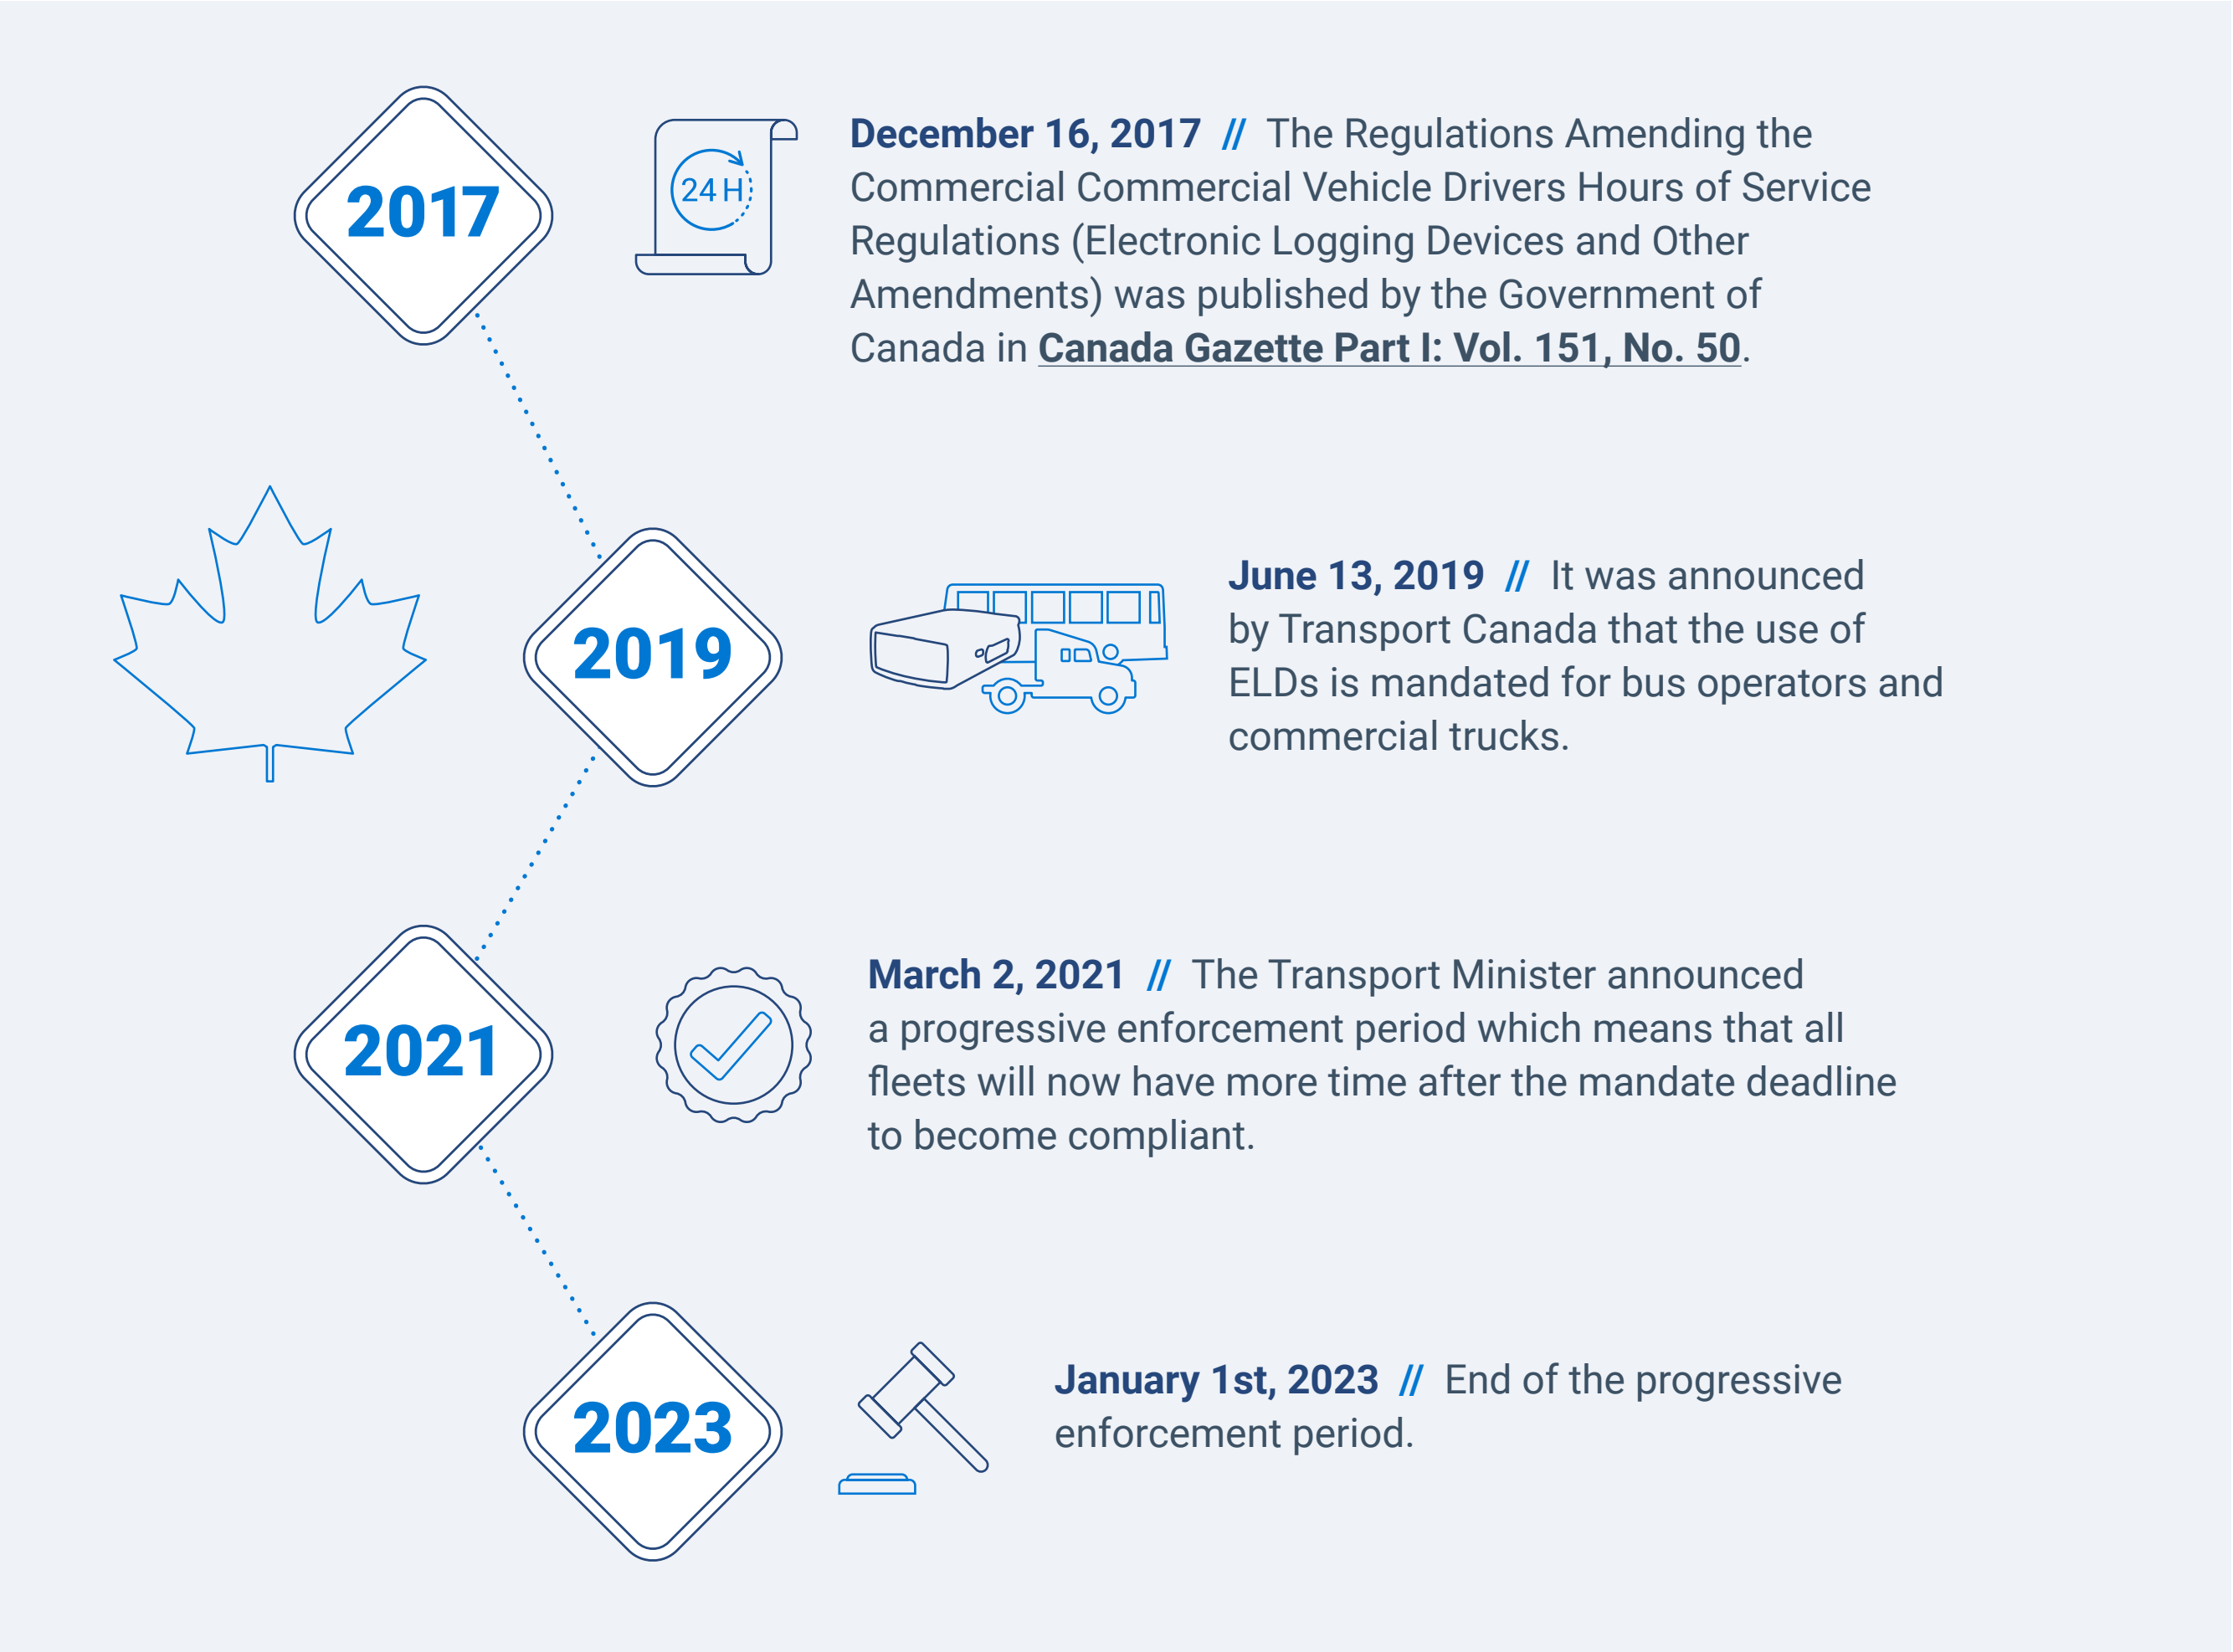 2017
24 H
December 16, 2017 // The Regulations Amending the
Commercial Commercial Vehicle Drivers Hours of Service
Regulations (Electronic Logging Devices and Other
Amendments) was published by the Government of
Canada in Canada Gazette Part I: Vol. 151, No. 50.
2019
June 13, 2019 // It was announced
by Transport Canada that the use of
ELDs is mandated for bus operators and
commercial trucks.
2021
March 2, 2021 // The Transport Minister announced
a progressive enforcement period which means that all
fleets will now have more time after the mandate deadline
to become compliant.
2023
January 1st, 2023 // End of the progressive
enforcement period.